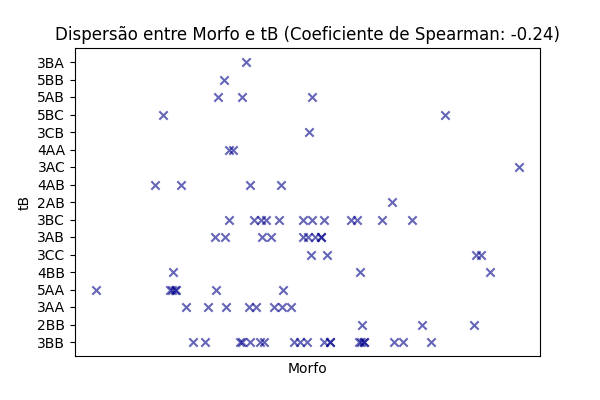 Dispersão entre Morfo e tB (Coeficiente de Spearman: -0.24)
3BA
5BB
5AB
5BC
3CB
4AA
3AC
4AB
2AB
3BC
3AB
3CC
4BB
5AA
3AA
2BB
3BB
tB
Morfo